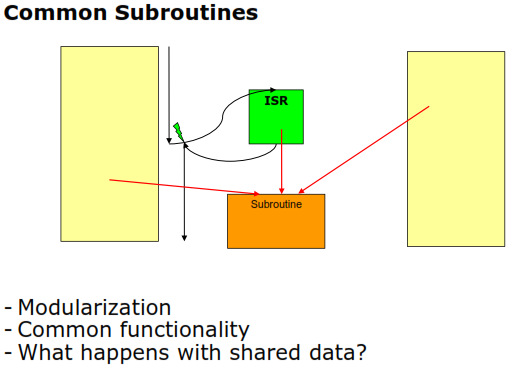 Common Subroutines
ISR
Subroutine
- Modularization
- Common functionality
- What happens with shared data?